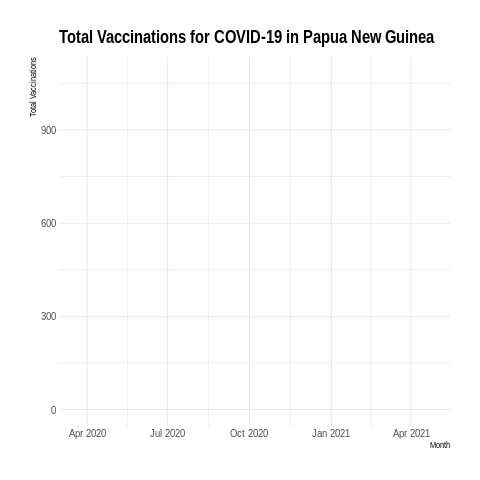 Total Vaccinations for COVID-19 in Papua New Guinea
Total Vaccinations
900
600
300
0
Apr 2020 Jul 2020 Oct 2020 Jan 2021 Apr 2021
Month